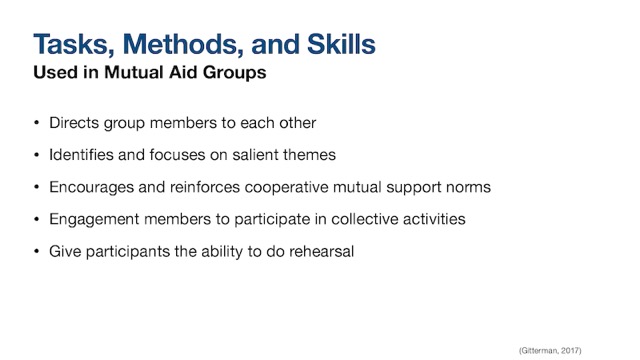 Tasks, Methods, and Skills
Used in Mutual Aid Groups
• Directs group members to each other
• Identifies and focuses on salient themes
• Encourages and reinforces cooperative mutual support norms
• Engagement members to participate in collective activities
• Give participants the ability to do rehearsal
(Gitterman, 2017)